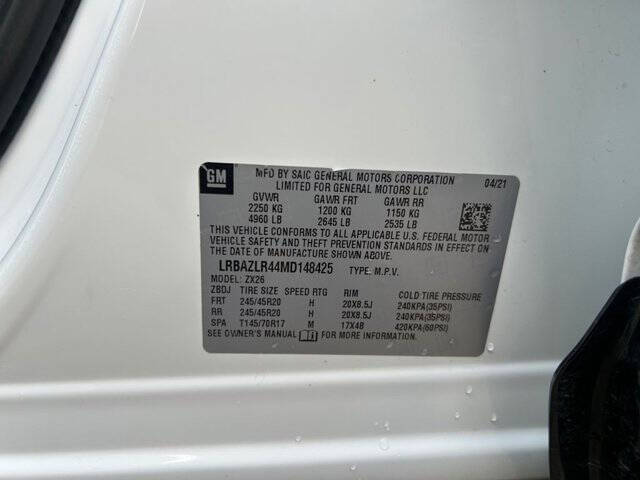 GM
MFD BY SAIC GENERAL MOTORS CORPORATION 04/21
LIMITED FOR GENERAL MOTORS LLC
GVWR GAWR FRT GAWR RR
2250 KG 1200 KG 1150 KG
4960 LB 2645 LB 2535 LB
THIS VEHICLE CONFORMS TO ALL APPLICABLE U.S. FEDERAL MOTOR
VEHICLE SAFETY AND THEFT PREVENTION STANDARDS IN EFFECT ON
THE DATE OF MANUFACTURE SHOWN ABOVE.
LRBAZLR44MD148425 TYPE: M.P.V.
MODEL: ZX26
ZBDJ TIRE SIZE SPEED RTG RIM COLD TIRE PRESSURE
FRT 245/45R20 H 20X8.5J 240KPA(35PSI)
RR 245/45R20 H 20X8.5J 240KPA(35PSI)
SPA T145/70R17 M 17X4B 420KPA(60PSI)
SEE OWNER'S MANUAL FOR MORE INFORMATION.